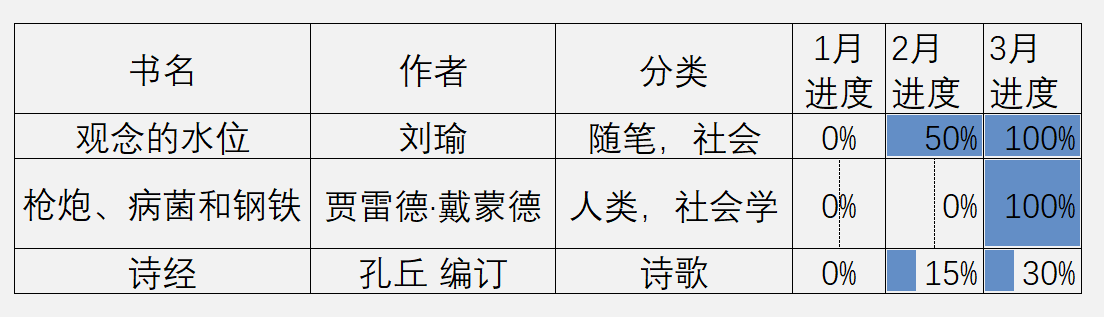 书名 作者 分类 1月进度 2月进度 3月进度
观念的水位 刘瑜 随笔，社会 0% 50% 100%
枪炮、病菌和钢铁 贾雷德·戴蒙德 人类，社会学 0% 0% 100%
诗经 孔丘 编订 诗歌 0% 15% 30%